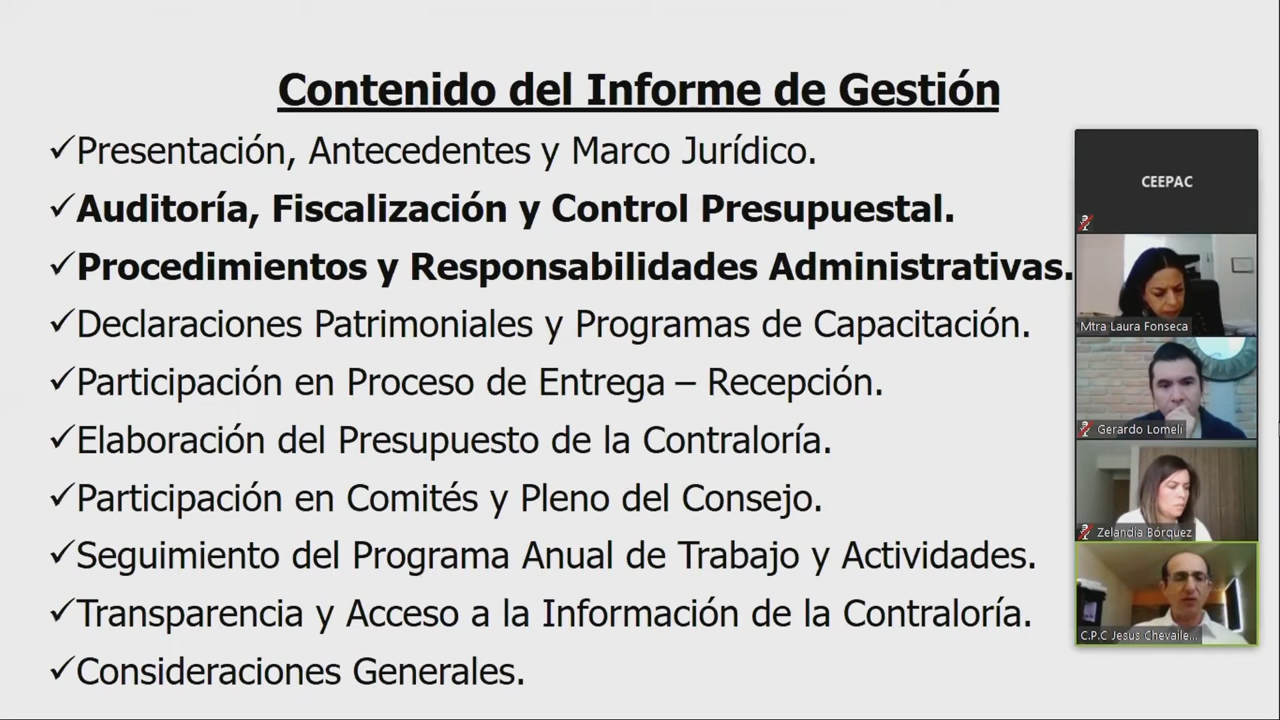 Contenido del Informe de Gestión
✓Presentación, Antecedentes y Marco Jurídico.
✓Auditoría, Fiscalización y Control Presupuestal.
✓Procedimientos y Responsabilidades Administrativas.
✓Declaraciones Patrimoniales y Programas de Capacitación.
✓Participación en Proceso de Entrega – Recepción.
✓Elaboración del Presupuesto de la Contraloría.
✓Participación en Comités y Pleno del Consejo.
✓Seguimiento del Programa Anual de Trabajo y Actividades.
✓Transparencia y Acceso a la Información de la Contraloría.
✓Consideraciones Generales.
CEEPAC
Mtra Laura Fonseca
Gerardo Lomelí
Zelandia Bórquez
C.P.C Jesus Chevaile...